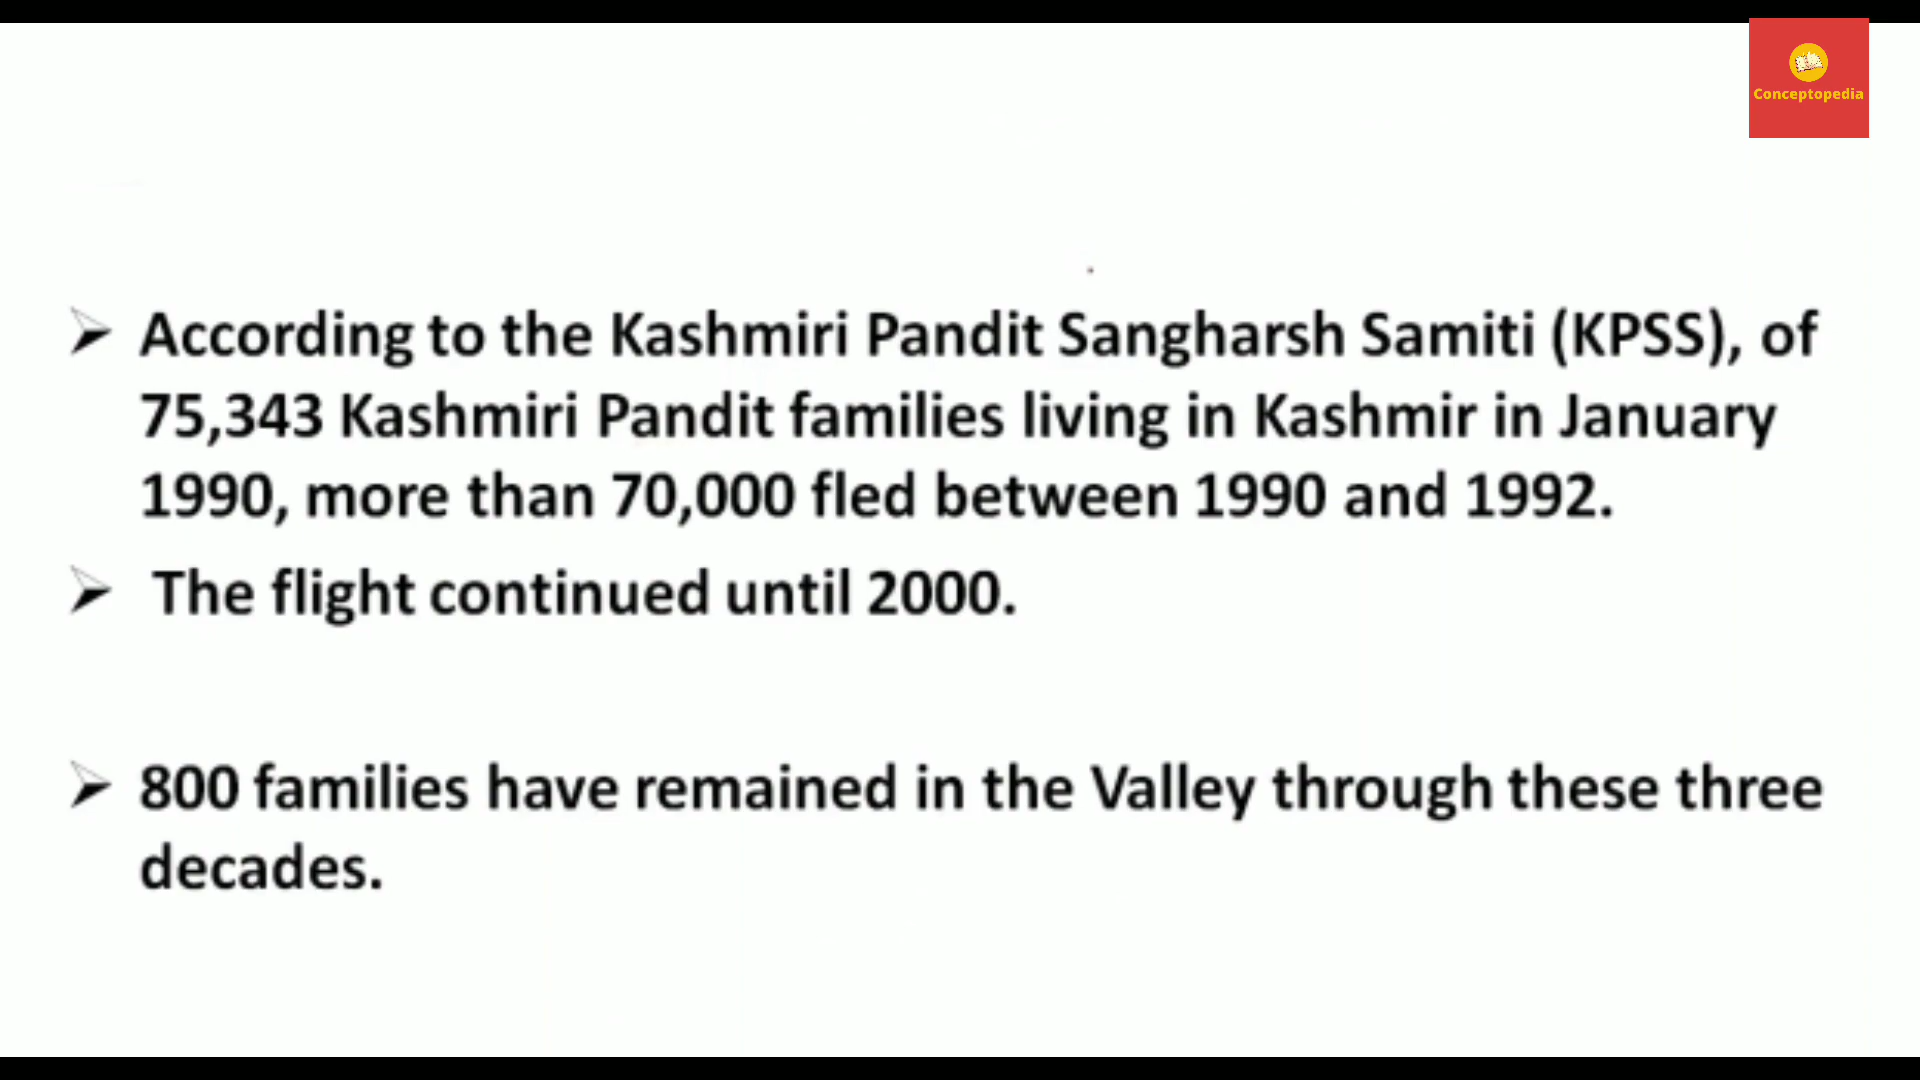 Conceptopedia
➢ According to the Kashmiri Pandit Sangharsh Samiti (KPSS), of
75,343 Kashmiri Pandit families living in Kashmir in January
1990, more than 70,000 fled between 1990 and 1992.
➢ The flight continued until 2000.
➢ 800 families have remained in the Valley through these three
decades.